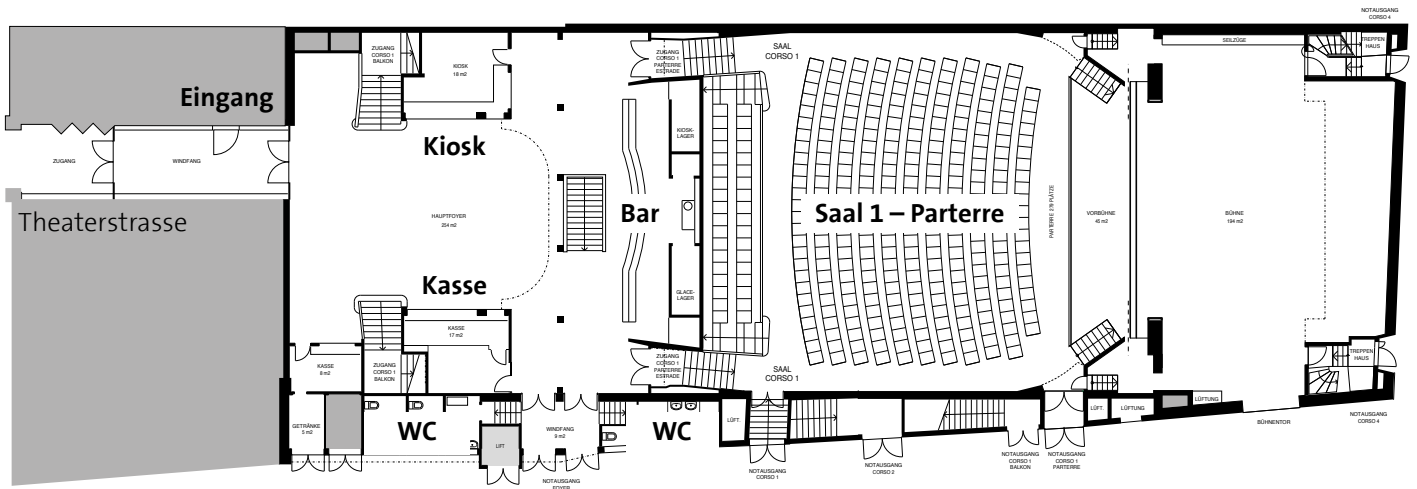 NOTAUSGANG
CORSO 4
ZUGANG
CORSO 1
BALKON
KIOSK
18 m2
ZUGANG
CORSO 1
PARTERRE
ESTRADE
SAAL
CORSO 1
SEILZÜGE
TREPPEN
HAUS
Eingang
Kiosk
KIOSK-
LAGER
ZUGANG
WINDFANG
Theaterstrasse
HAUPTFOYER
254 m2
Bar
Saal 1 – Parterre
PARTERRE 279 PLÄTZE
VORBÜHNE
45 m2
BÜHNE
194 m2
Kasse
GLACE-
LAGER
KASSE
17 m2
KASSE
8 m2
ZUGANG
CORSO 1
BALKON
ZUGANG
CORSO 1
PARTERRE
ESTRADE
SAAL
CORSO 1
TREPPEN
HAUS
GETRÄNKE
5 m2
WC
LIFT
WINDFANG
9 m2
WC
LÜFT.
LÜFT.
LÜFTUNG
LÜFTUNG
BÜHNENTOR
NOTAUSGANG
CORSO 4
NOTAUSGANG
FOYER
NOTAUSGANG
CORSO 1
NOTAUSGANG
CORSO 2
NOTAUSGANG
CORSO 1
BALKON
NOTAUSGANG
CORSO 1
PARTERRE